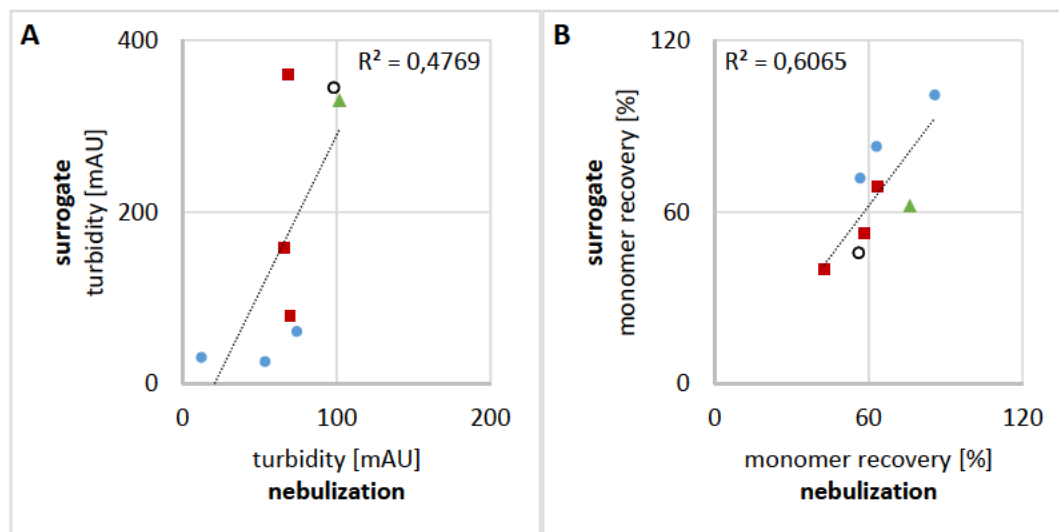 A
400
R² = 0,4769
surrogate
turbidity [mAU]
200
0
0 100 200
turbidity [mAU]
nebulization
B
120
R² = 0,6065
surrogate
monomer recovery [%]
60
0
0 60 120
monomer recovery [%]
nebulization